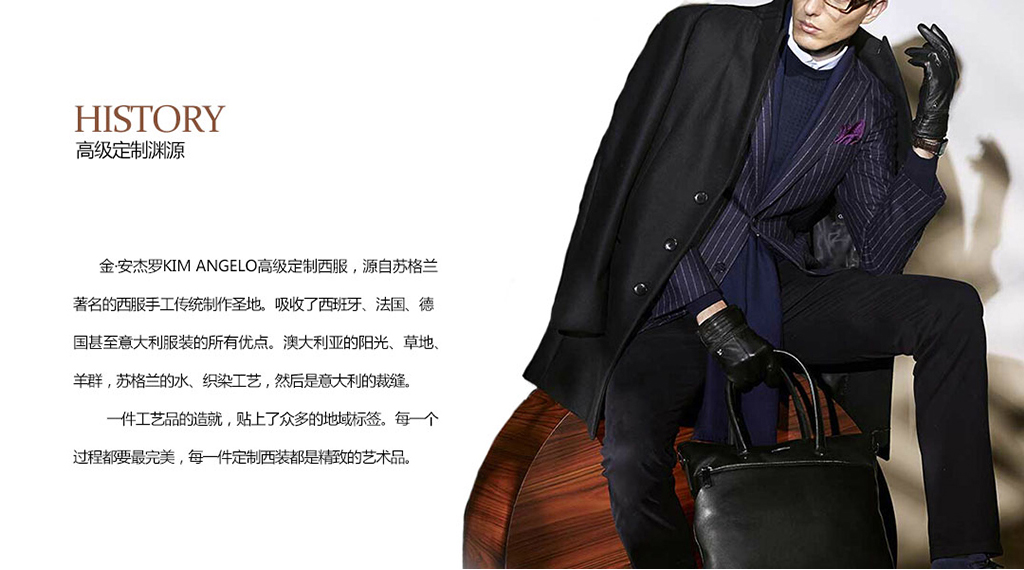 HISTORY
高级定制渊源
金·安杰罗KIM ANGELO高级定制西服，源自苏格兰
著名的西服手工传统制作圣地。吸收了西班牙、法国、德
国甚至意大利服装的所有优点。澳大利亚的阳光、草地、
羊群，苏格兰的水、织染工艺，然后是意大利的裁缝。
一件工艺品的造就，贴上了众多的地域标签。每一个
过程都要最完美，每一件定制西装都是精致的艺术品。